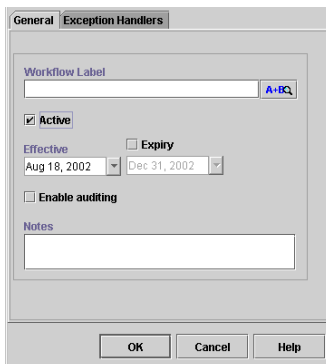 General Exception Handlers
Workflow Label
A+B
Active
Effective
Expiry
Aug 18, 2002 Dec 31, 2002
Enable auditing
Notes
OK Cancel Help